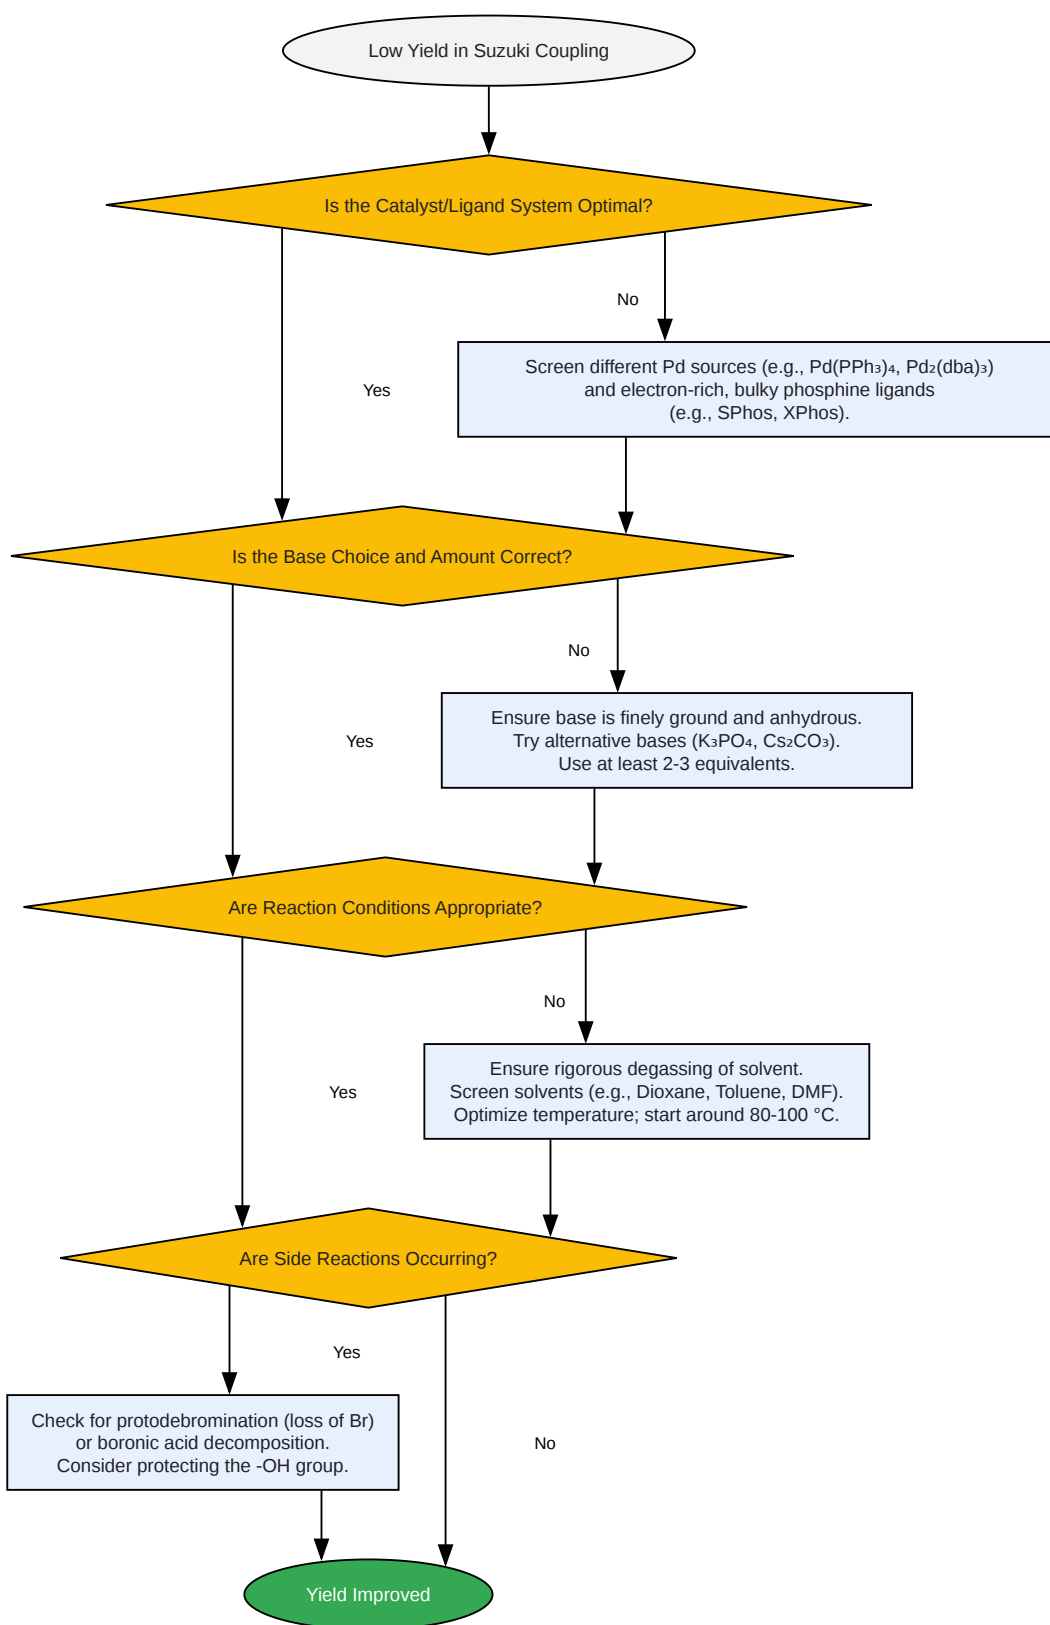 Low Yield in Suzuki Coupling
Is the Catalyst/Ligand System Optimal?
No
Screen different Pd sources (e.g., Pd(PPh₃)₄, Pd₂(dba)₃)
and electron-rich, bulky phosphine ligands
(e.g., SPhos, XPhos).
Yes
Is the Base Choice and Amount Correct?
No
Ensure base is finely ground and anhydrous.
Try alternative bases (K₃PO₄, Cs₂CO₃).
Use at least 2-3 equivalents.
Yes
Are Reaction Conditions Appropriate?
No
Ensure rigorous degassing of solvent.
Screen solvents (e.g., Dioxane, Toluene, DMF).
Optimize temperature; start around 80-100 °C.
Yes
Are Side Reactions Occurring?
Yes
Check for protodebromination (loss of Br)
or boronic acid decomposition.
Consider protecting the -OH group.
No
Yield Improved